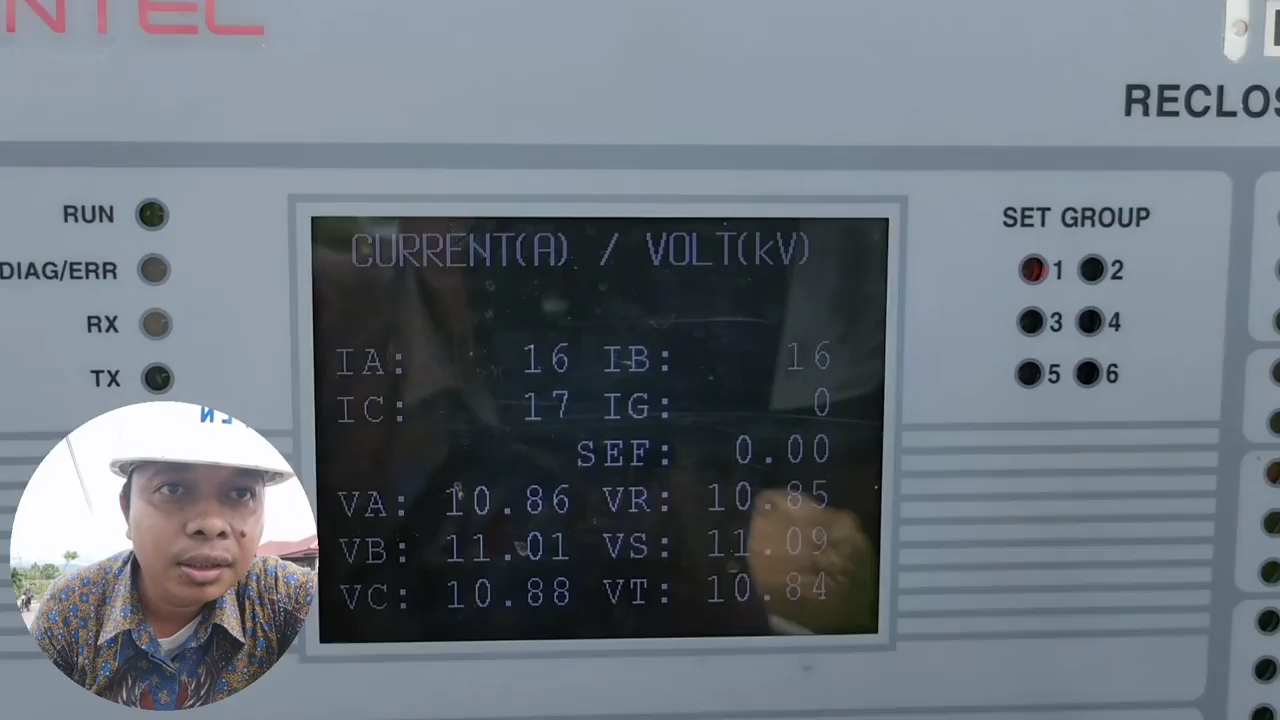 NTEC
RECLOS
RUN
DIAG/ERR
RX
TX
CURRENT(A) / VOLT(kV)
IA: 16 IB: 16
IC: 17 IG: 0
SEF: 0.00
VA: 10.86 VR: 10.85
VB: 11.01 VS: 11.09
VC: 10.88 VT: 10.84
SET GROUP
1 2
3 4
5 6